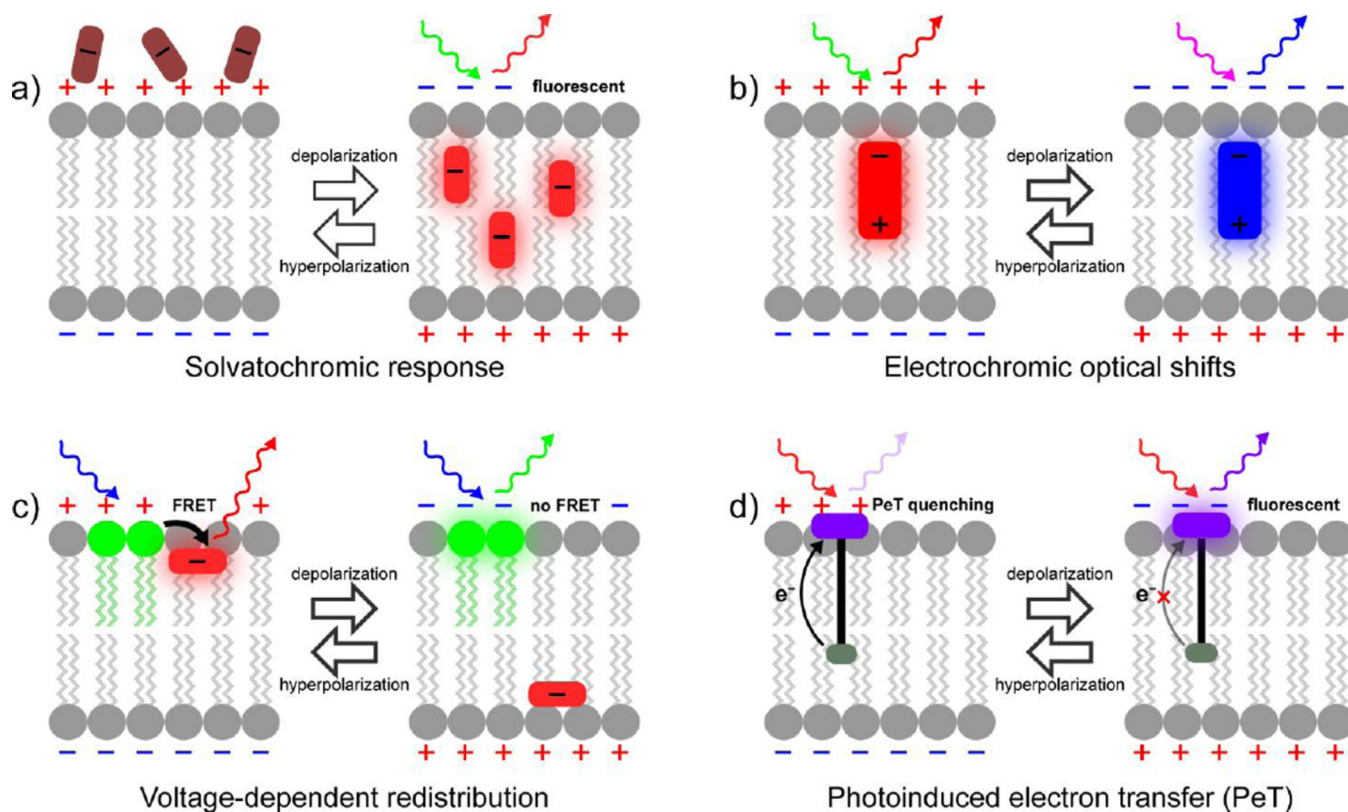 a)
+ + + + + +
− − −
fluorescent
− − − − − −
depolarization
hyperpolarization
− − −
− − − − − −
+ + + + + +
Solvatochromic response
b)
+ + + + + +
− − − − − −
−
+
depolarization
hyperpolarization
−
+
− − − − − −
+ + + + + +
Electrochromic optical shifts
c)
+ + + FRET +
− − − no FRET −
−
depolarization
hyperpolarization
−
− − − − − −
+ + + + + +
Voltage-dependent redistribution
d)
+ + + +
PeT quenching
− − − −
fluorescent
e−
depolarization
hyperpolarization
e−
− − − − − −
+ + + + + +
Photoinduced electron transfer (PeT)